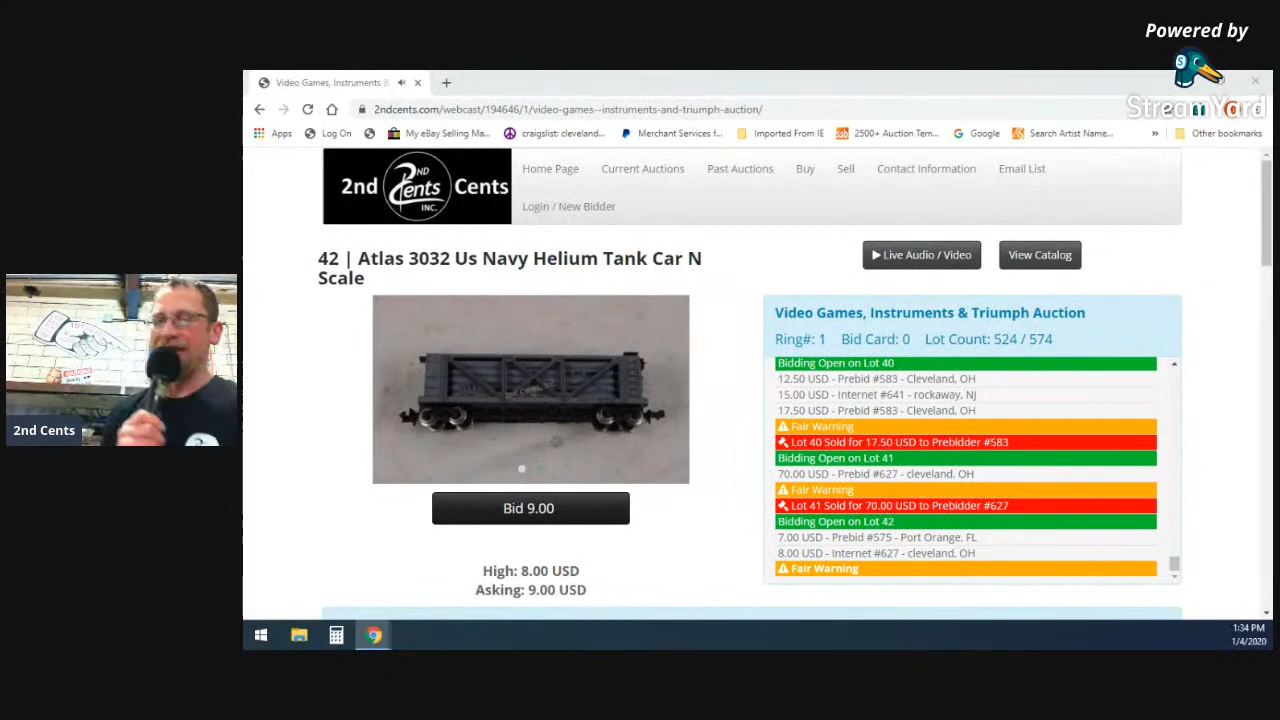 Powered by
StreamYard
Video Games, Instruments &
2ndcents.com/webcast/194646/1/video-games--instruments-and-triumph-auction/
Apps
Log On
My eBay Selling Ma...
craigslist: cleveland...
Merchant Services f...
Imported From IE
2500+ Auction Tem...
Google
Search Artist Name...
»
Other bookmarks
2nd Cents
2ND Cents INC.
Home Page
Current Auctions
Past Auctions
Buy
Sell
Contact Information
Email List
Login / New Bidder
42 | Atlas 3032 Us Navy Helium Tank Car N
Scale
Live Audio / Video
View Catalog
Video Games, Instruments & Triumph Auction
Ring#: 1 Bid Card: 0 Lot Count: 524 / 574
Bidding Open on Lot 40
12.50 USD - Prebid #583 - Cleveland, OH
15.00 USD - Internet #641 - rockaway, NJ
17.50 USD - Prebid #583 - Cleveland, OH
Fair Warning
Lot 40 Sold for 17.50 USD to Prebidder #583
Bidding Open on Lot 41
70.00 USD - Prebid #627 - cleveland, OH
Fair Warning
Lot 41 Sold for 70.00 USD to Prebidder #627
Bidding Open on Lot 42
7.00 USD - Prebid #575 - Port Orange, FL
8.00 USD - Internet #627 - cleveland, OH
Fair Warning
Bid 9.00
High: 8.00 USD
Asking: 9.00 USD
2nd Cents
1:34 PM
1/4/2020